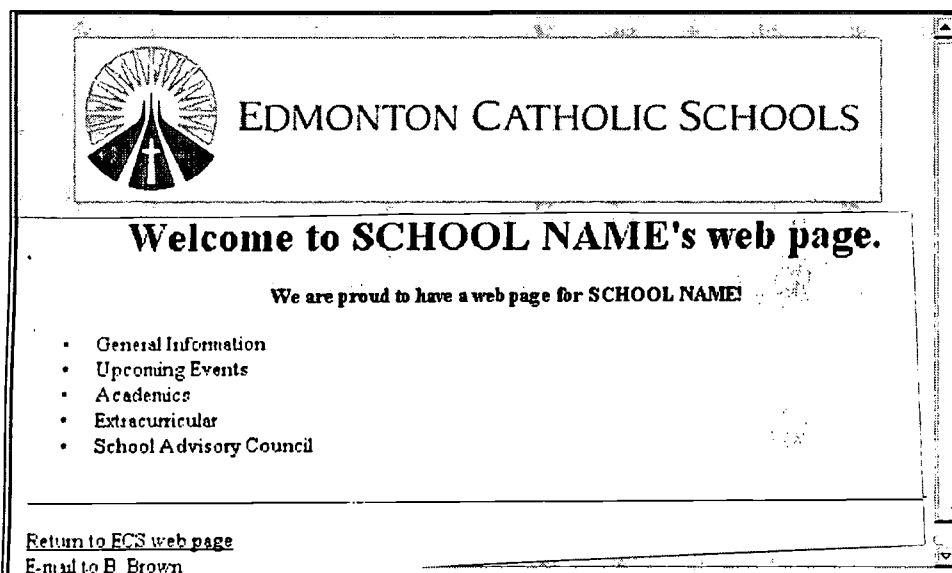 EDMONTON CATHOLIC SCHOOLS
Welcome to SCHOOL NAME's web page.
We are proud to have a web page for SCHOOL NAME!
General Information
Upcoming Events
Academics
Extracurricular
School Advisory Council
Return to ECS web page
E-mail to B. Brown